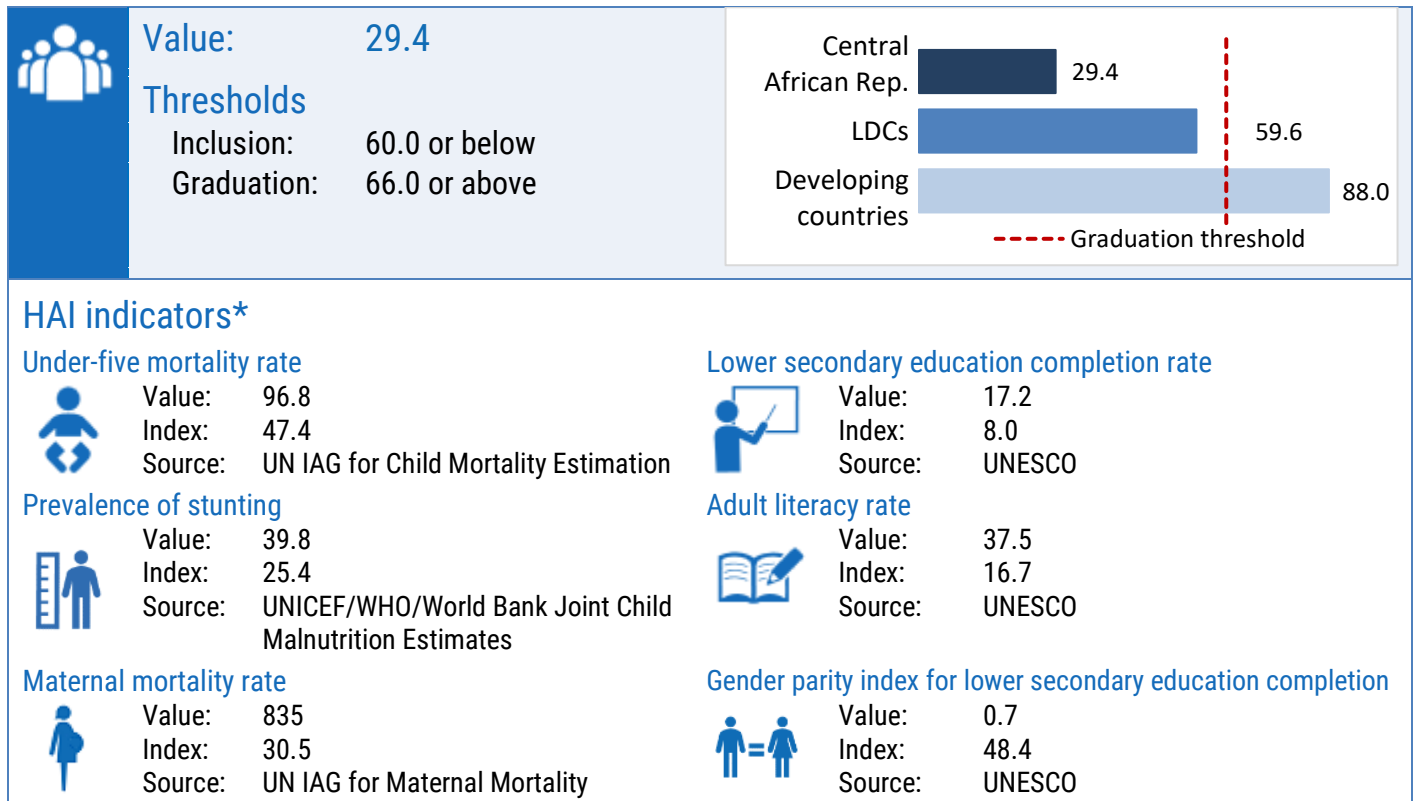 Value: 29.4
Thresholds
Inclusion: 60.0 or below
Graduation: 66.0 or above
Central
African Rep.
29.4
LDCs
59.6
Developing
countries
88.0
Graduation threshold
HAI indicators*
Under-five mortality rate
Value: 96.8
Index: 47.4
Source: UN IAG for Child Mortality Estimation
Prevalence of stunting
Value: 39.8
Index: 25.4
Source: UNICEF/WHO/World Bank Joint Child
Malnutrition Estimates
Maternal mortality rate
Value: 835
Index: 30.5
Source: UN IAG for Maternal Mortality
Lower secondary education completion rate
Value: 17.2
Index: 8.0
Source: UNESCO
Adult literacy rate
Value: 37.5
Index: 16.7
Source: UNESCO
Gender parity index for lower secondary education completion
Value: 0.7
Index: 48.4
Source: UNESCO